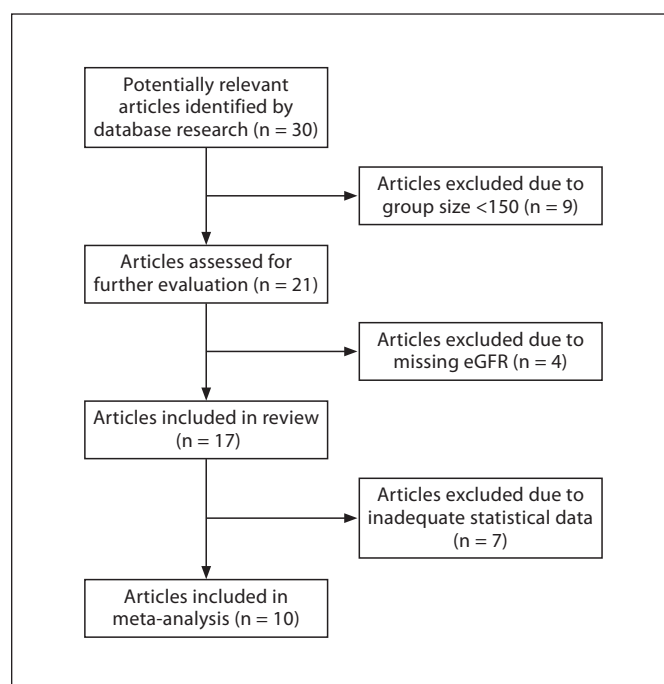 Potentially relevant
articles identified by
database research (n = 30)
Articles excluded due to
group size <150 (n = 9)
Articles assessed for
further evaluation (n = 21)
Articles excluded due to
missing eGFR (n = 4)
Articles included in review
(n = 17)
Articles excluded due to
inadequate statistical data
(n = 7)
Articles included in
meta-analysis (n = 10)